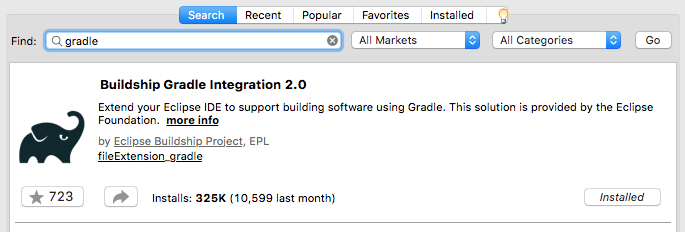 Search Recent Popular Favorites Installed
Find: gradle All Markets All Categories Go
Buildship Gradle Integration 2.0
Extend your Eclipse IDE to support building software using Gradle. This solution is provided by the Eclipse
Foundation. more info
by Eclipse Buildship Project, EPL
fileExtension_gradle
723 Installs: 325K (10,599 last month) Installed